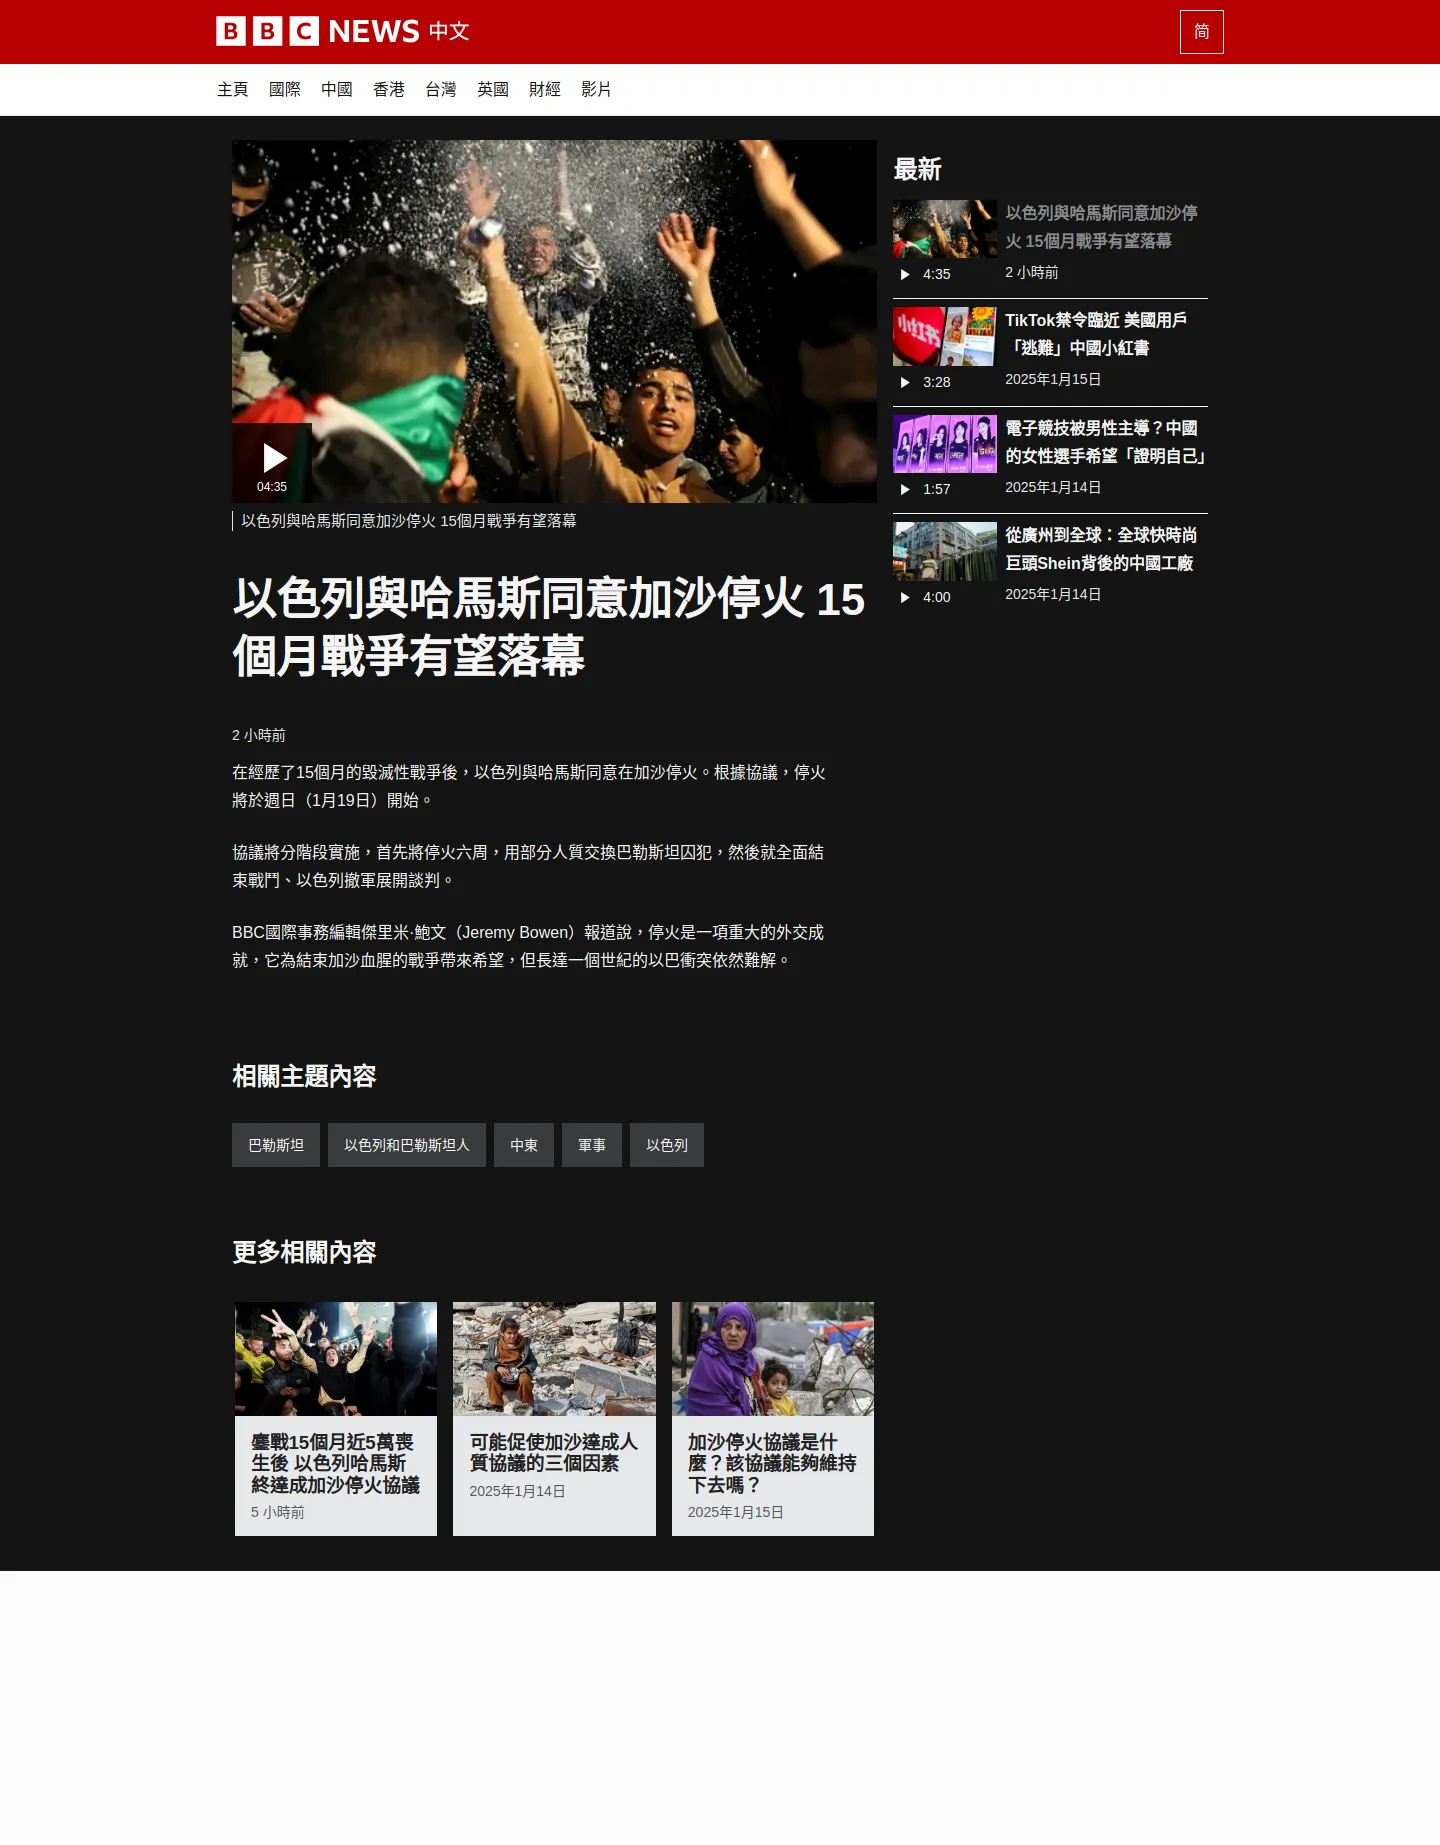 BBC NEWS 中文
简
主頁 國際 中國 香港 台灣 英國 財經 影片
04:35
以色列與哈馬斯同意加沙停火 15個月戰爭有望落幕
以色列與哈馬斯同意加沙停火 15
個月戰爭有望落幕
2 小時前
在經歷了15個月的毀滅性戰爭後，以色列與哈馬斯同意在加沙停火。根據協議，停火
將於週日（1月19日）開始。
協議將分階段實施，首先將停火六周，用部分人質交換巴勒斯坦囚犯，然後就全面結
束戰鬥、以色列撤軍展開談判。
BBC國際事務編輯傑里米·鮑文（Jeremy Bowen）報道說，停火是一項重大的外交成
就，它為結束加沙血腥的戰爭帶來希望，但長達一個世紀的以巴衝突依然難解。
最新
以色列與哈馬斯同意加沙停
火 15個月戰爭有望落幕
4:35
2 小時前
TikTok禁令臨近 美國用戶
「逃難」中國小紅書
3:28
2025年1月15日
電子競技被男性主導？中國
的女性選手希望「證明自己」
1:57
2025年1月14日
從廣州到全球：全球快時尚
巨頭Shein背後的中國工廠
4:00
2025年1月14日
相關主題內容
巴勒斯坦 以色列和巴勒斯坦人 中東 軍事 以色列
更多相關內容
鏖戰15個月近5萬喪
生後 以色列哈馬斯
終達成加沙停火協議
5 小時前
可能促使加沙達成人
質協議的三個因素
2025年1月14日
加沙停火協議是什
麼？該協議能夠維持
下去嗎？
2025年1月15日